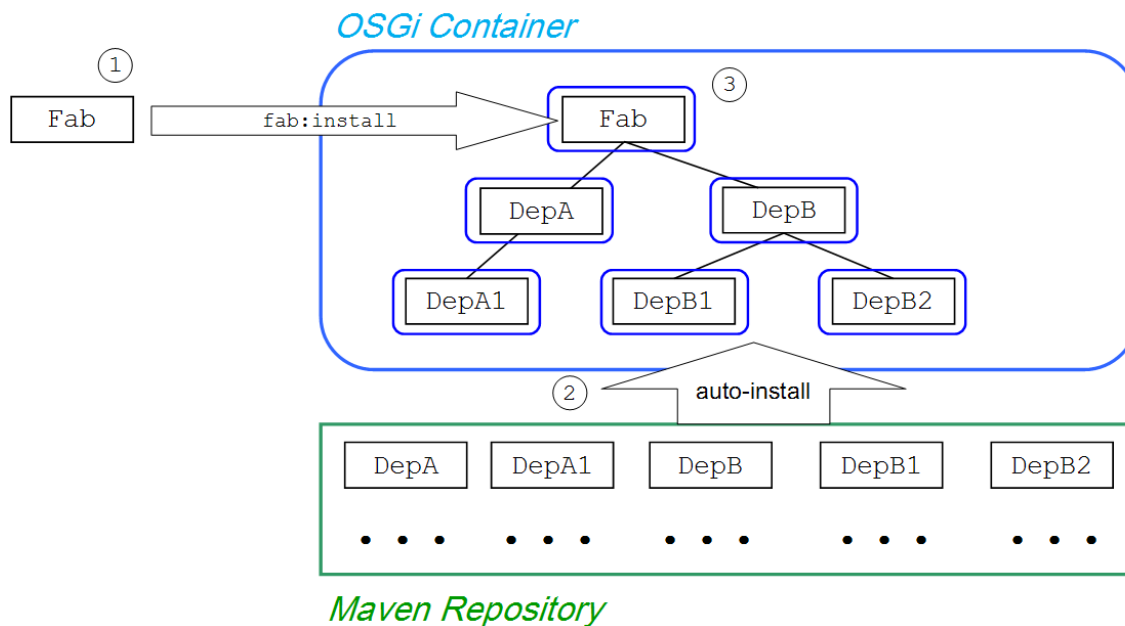 OSGi Container
1
3
Fab
fab:install
Fab
DepA
DepB
DepA1
DepB1
DepB2
2
auto-install
DepA
DepA1
DepB
DepB1
DepB2
• • •
• • •
• • •
• • •
• • •
Maven Repository